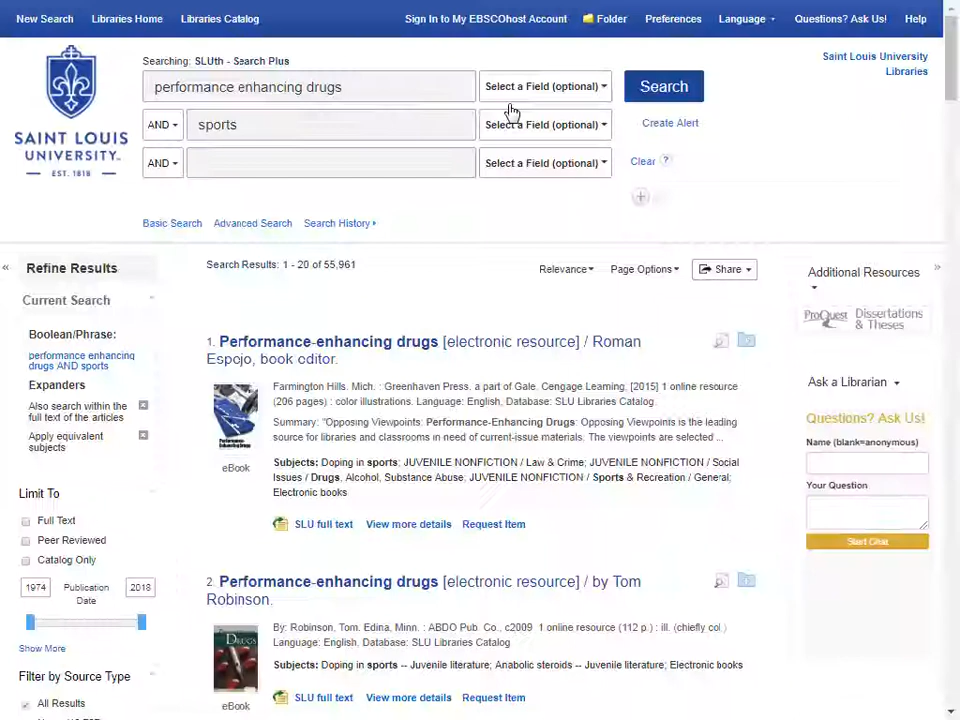 New Search Libraries Home Libraries Catalog Sign In to My EBSCOhost Account Folder Preferences Language Questions? Ask Us! Help
Searching: SLUth - Search Plus
Saint Louis University
Libraries
performance enhancing drugs Select a Field (optional) Search
AND sports Select a Field (optional) Create Alert
AND Select a Field (optional) Clear ?
SAINT LOUIS
UNIVERSITY
EST. 1818
Basic Search Advanced Search Search History
« Refine Results
Current Search
Boolean/Phrase:
performance enhancing
drugs AND sports
Expanders
Also search within the
full text of the articles
Apply equivalent
subjects
Limit To
Full Text
Peer Reviewed
Catalog Only
1974 Publication Date 2018
Show More
Filter by Source Type
All Results
Search Results: 1 - 20 of 55,961 Relevance Page Options Share
1. Performance-enhancing drugs [electronic resource] / Roman
Espejo, book editor.
Farmington Hills, Mich. : Greenhaven Press, a part of Gale, Cengage Learning, [2015] 1 online resource
(206 pages) : color illustrations. Language: English, Database: SLU Libraries Catalog
Summary: "Opposing Viewpoints: Performance-Enhancing Drugs: Opposing Viewpoints is the leading
source for libraries and classrooms in need of current-issue materials. The viewpoints are selected ...
Subjects: Doping in sports; JUVENILE NONFICTION / Law & Crime; JUVENILE NONFICTION / Social
Issues / Drugs, Alcohol, Substance Abuse; JUVENILE NONFICTION / Sports & Recreation / General;
Electronic books
eBook
SLU full text View more details Request Item
2. Performance-enhancing drugs [electronic resource] / by Tom
Robinson.
DRUGS
By: Robinson, Tom. Edina, Minn. : ABDO Pub. Co., c2009 1 online resource (112 p.) : ill. (chiefly col.)
Language: English, Database: SLU Libraries Catalog
Subjects: Doping in sports -- Juvenile literature; Anabolic steroids -- Juvenile literature; Electronic books
eBook
SLU full text View more details Request Item
Additional Resources »
ProQuest Dissertations
& Theses
Ask a Librarian
Questions? Ask Us!
Name (blank=anonymous)
Your Question
Start Chat